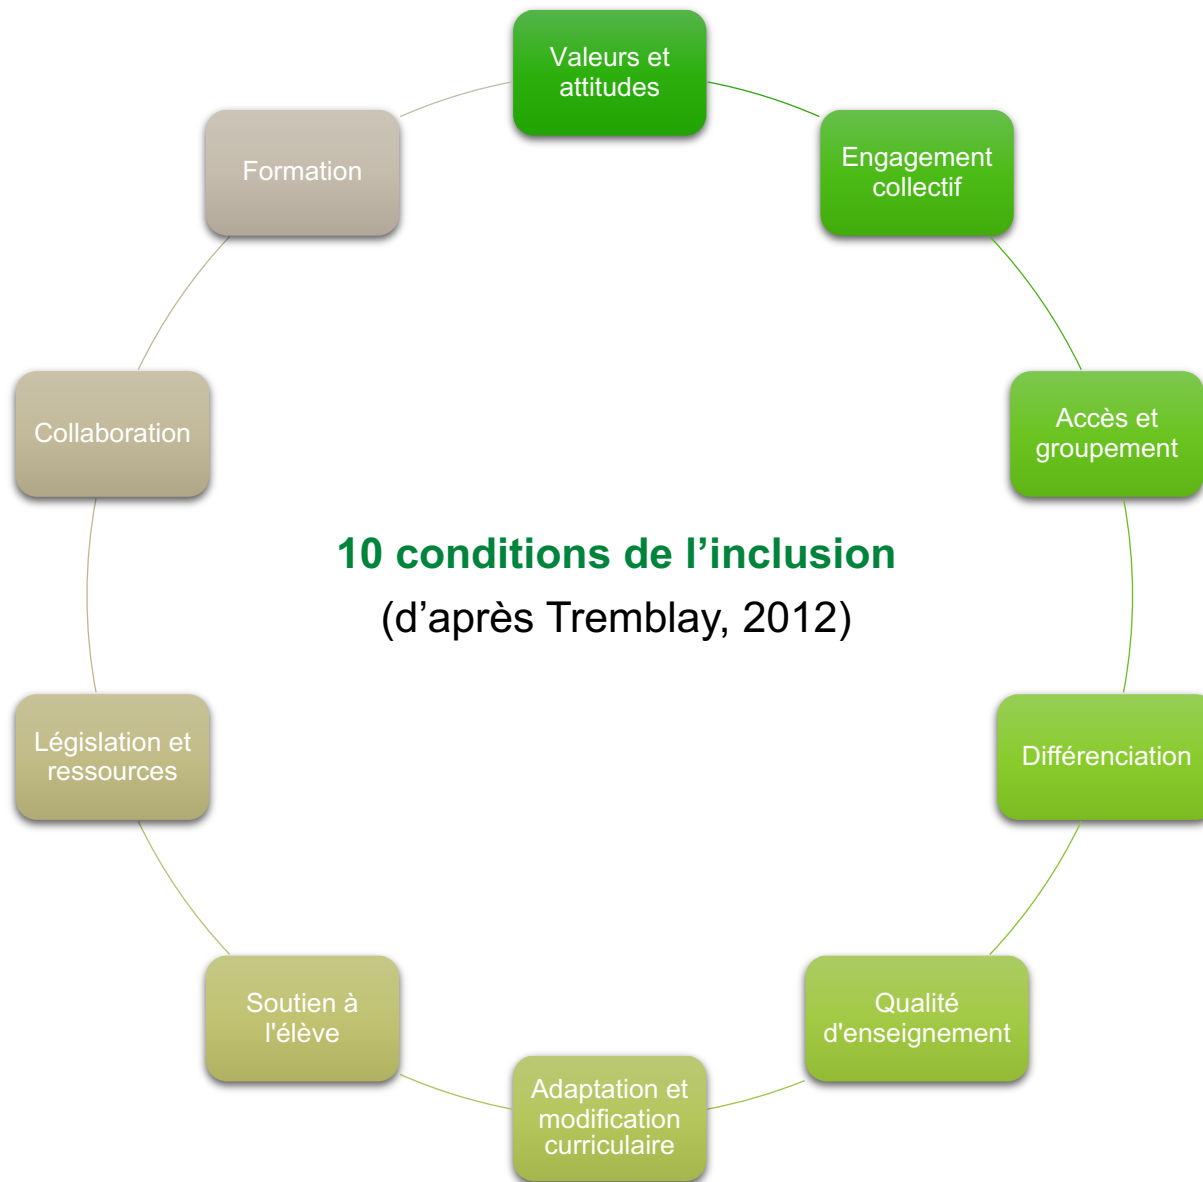 Valeurs et
attitudes
Engagement
collectif
Accès et
groupement
Différenciation
Qualité
d'enseignement
Adaptation et
modification
curriculaire
Soutien à
l'élève
Législation et
ressources
Collaboration
Formation
10 conditions de l’inclusion
(d’après Tremblay, 2012)